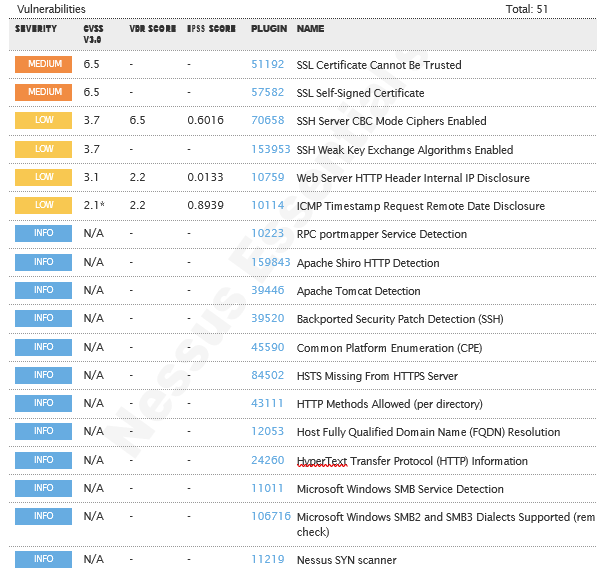 Vulnerabilities Total: 51
SEVERITY CVSS V3.0 VPR SCORE EPSS SCORE PLUGIN NAME
MEDIUM 6.5 - - 51192 SSL Certificate Cannot Be Trusted
MEDIUM 6.5 - - 57582 SSL Self-Signed Certificate
LOW 3.7 6.5 0.6016 70658 SSH Server CBC Mode Ciphers Enabled
LOW 3.7 - - 153953 SSH Weak Key Exchange Algorithms Enabled
LOW 3.1 2.2 0.0133 10759 Web Server HTTP Header Internal IP Disclosure
LOW 2.1* 2.2 0.8939 10114 ICMP Timestamp Request Remote Date Disclosure
INFO N/A - - 10223 RPC portmapper Service Detection
INFO N/A - - 159843 Apache Shiro HTTP Detection
INFO N/A - - 39446 Apache Tomcat Detection
INFO N/A - - 39520 Backported Security Patch Detection (SSH)
INFO N/A - - 45590 Common Platform Enumeration (CPE)
INFO N/A - - 84502 HSTS Missing From HTTPS Server
INFO N/A - - 43111 HTTP Methods Allowed (per directory)
INFO N/A - - 12053 Host Fully Qualified Domain Name (FQDN) Resolution
INFO N/A - - 24260 HyperText Transfer Protocol (HTTP) Information
INFO N/A - - 11011 Microsoft Windows SMB Service Detection
INFO N/A - - 106716 Microsoft Windows SMB2 and SMB3 Dialects Supported (rem
check)
INFO N/A - - 11219 Nessus SYN scanner
Nessus Essentials